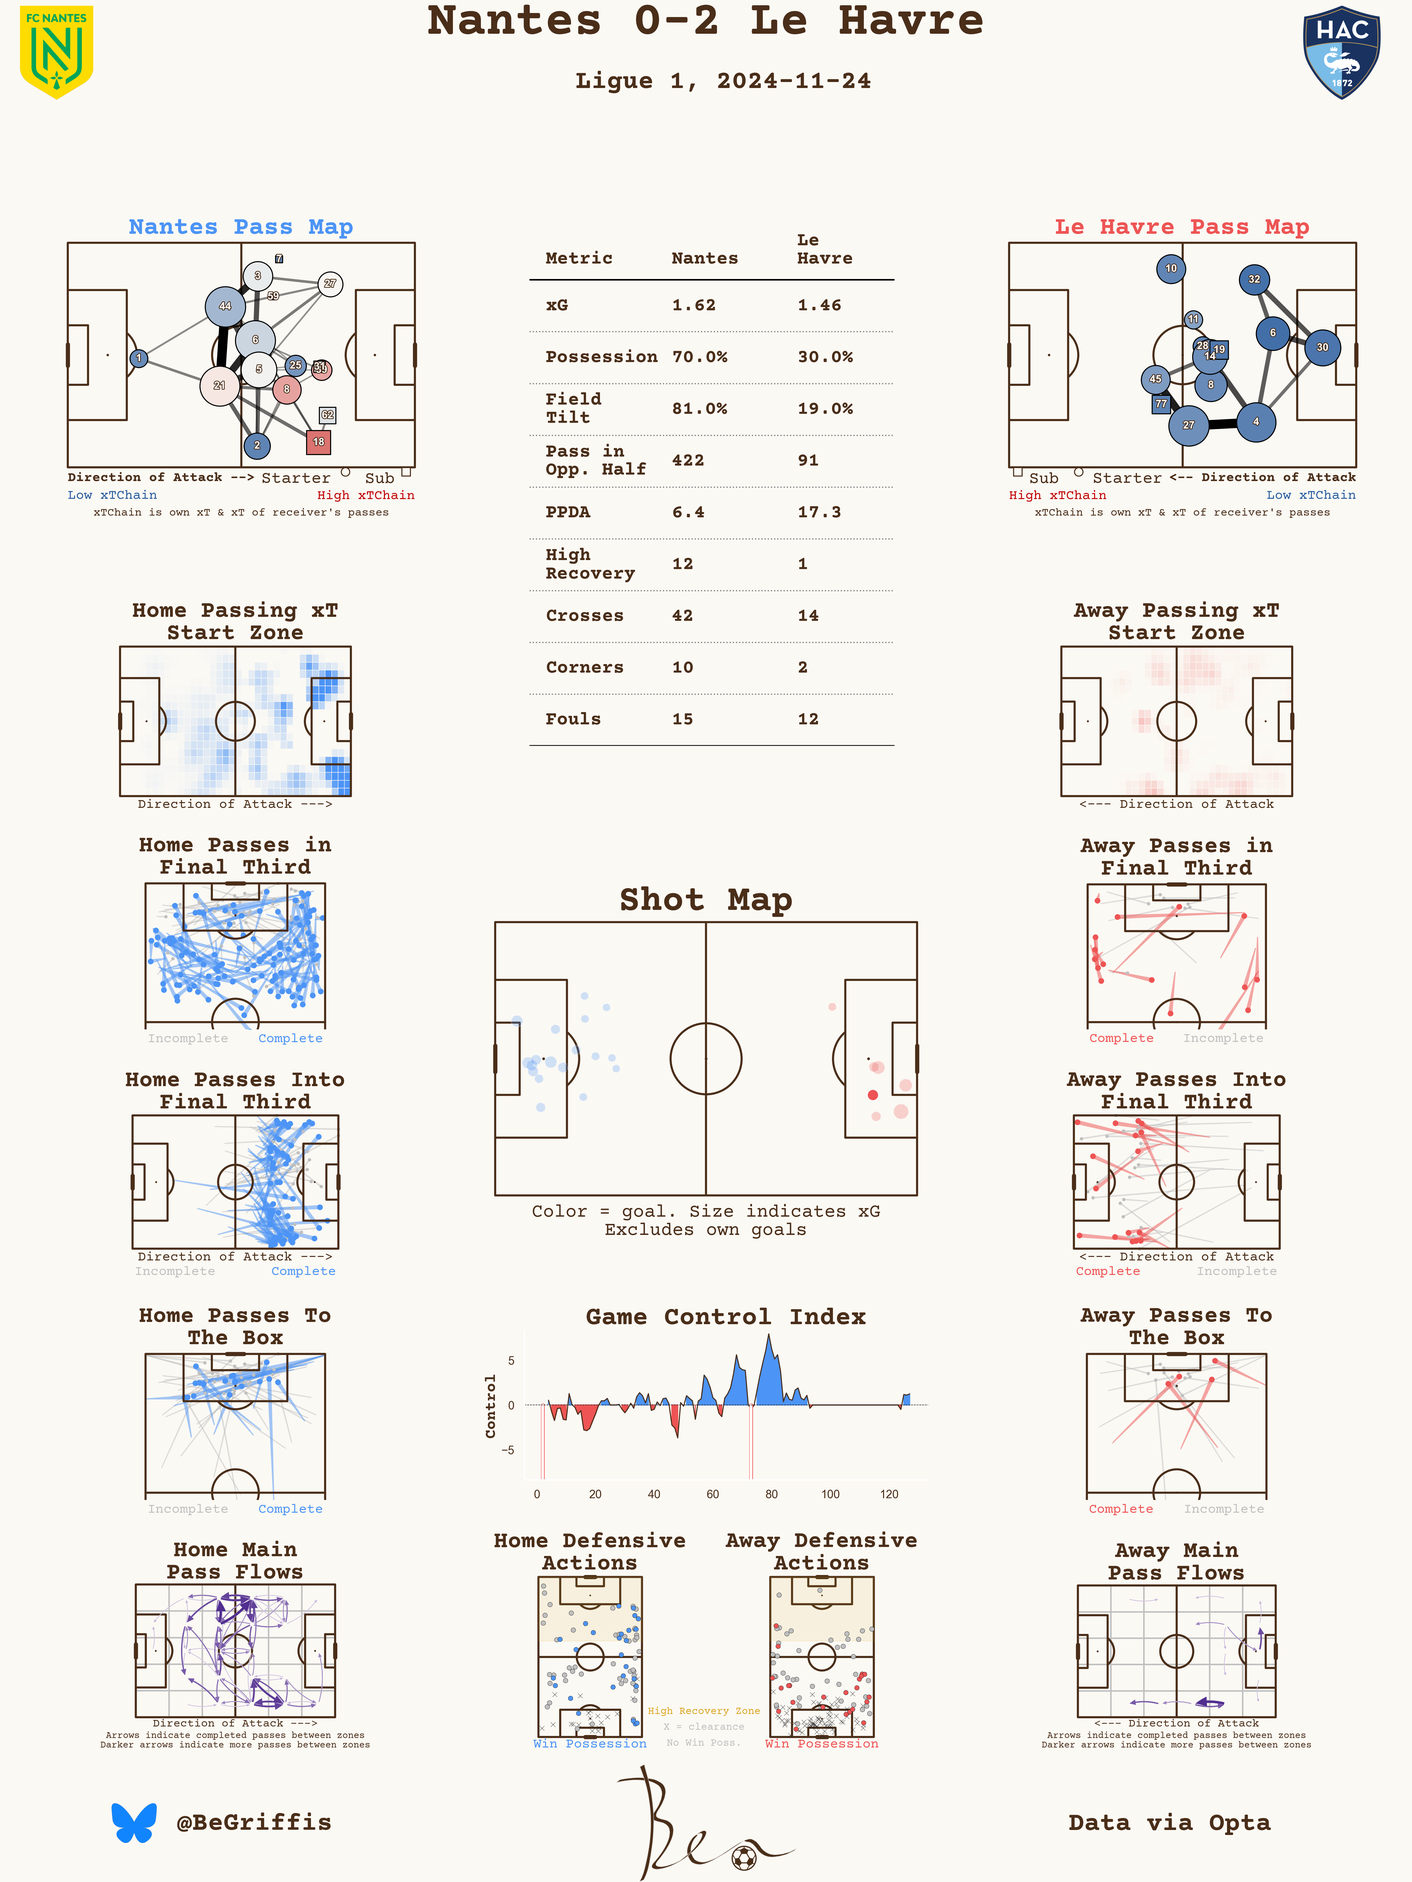 Nantes 0-2 Le Havre
Ligue 1, 2024-11-24
FC NANTES
HAC
1872
Nantes Pass Map
7
3
27
59
44
6
1
25
5
21
8
62
18
2
Direction of Attack --> Starter Sub
Low xTChain High xTChain
xTChain is own xT & xT of receiver's passes
Metric Nantes Le Havre
xG 1.62 1.46
Possession 70.0% 30.0%
Field Tilt 81.0% 19.0%
Pass in Opp. Half 422 91
PPDA 6.4 17.3
High Recovery 12 1
Crosses 42 14
Corners 10 2
Fouls 15 12
Le Havre Pass Map
10
32
11
6
28
19
14
30
45
8
77
27
4
Sub Starter <-- Direction of Attack
High xTChain Low xTChain
xTChain is own xT & xT of receiver's passes
Home Passing xT
Start Zone
Direction of Attack --->
Away Passing xT
Start Zone
<--- Direction of Attack
Home Passes in
Final Third
Incomplete Complete
Away Passes in
Final Third
Complete Incomplete
Shot Map
Color = goal. Size indicates xG
Excludes own goals
Home Passes Into
Final Third
Direction of Attack --->
Incomplete Complete
Away Passes Into
Final Third
<--- Direction of Attack
Complete Incomplete
Home Passes To
The Box
Incomplete Complete
Game Control Index
Control
5
0
−5
0 20 40 60 80 100 120
Away Passes To
The Box
Complete Incomplete
Home Main
Pass Flows
Direction of Attack --->
Arrows indicate completed passes between zones
Darker arrows indicate more passes between zones
Home Defensive
Actions
Win Possession
Away Defensive
Actions
Win Possession
High Recovery Zone
X = clearance
No Win Poss.
Away Main
Pass Flows
<--- Direction of Attack
Arrows indicate completed passes between zones
Darker arrows indicate more passes between zones
@BeGriffis
Ben
Data via Opta